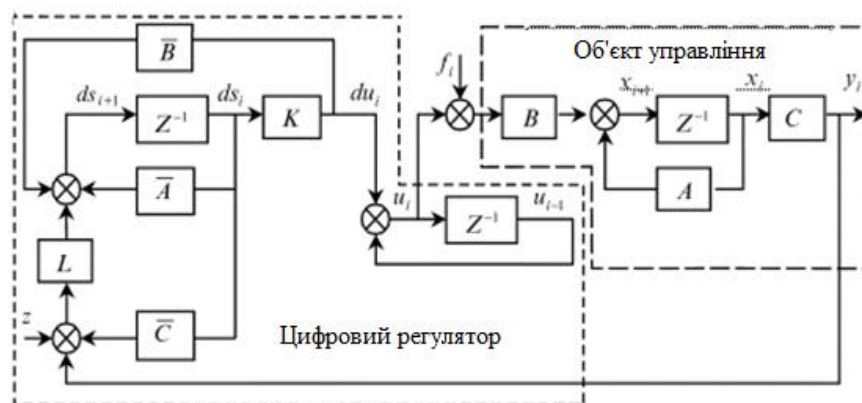 B̅
Об'єкт управління
f_i
ds_{i+1}
ds_i
du_i
x_{i+1}
x_i
y_i
Z^{-1}
K
B
Z^{-1}
C
A̅
A
u_i
u_{i-1}
Z^{-1}
L
z
C̅
Цифровий регулятор